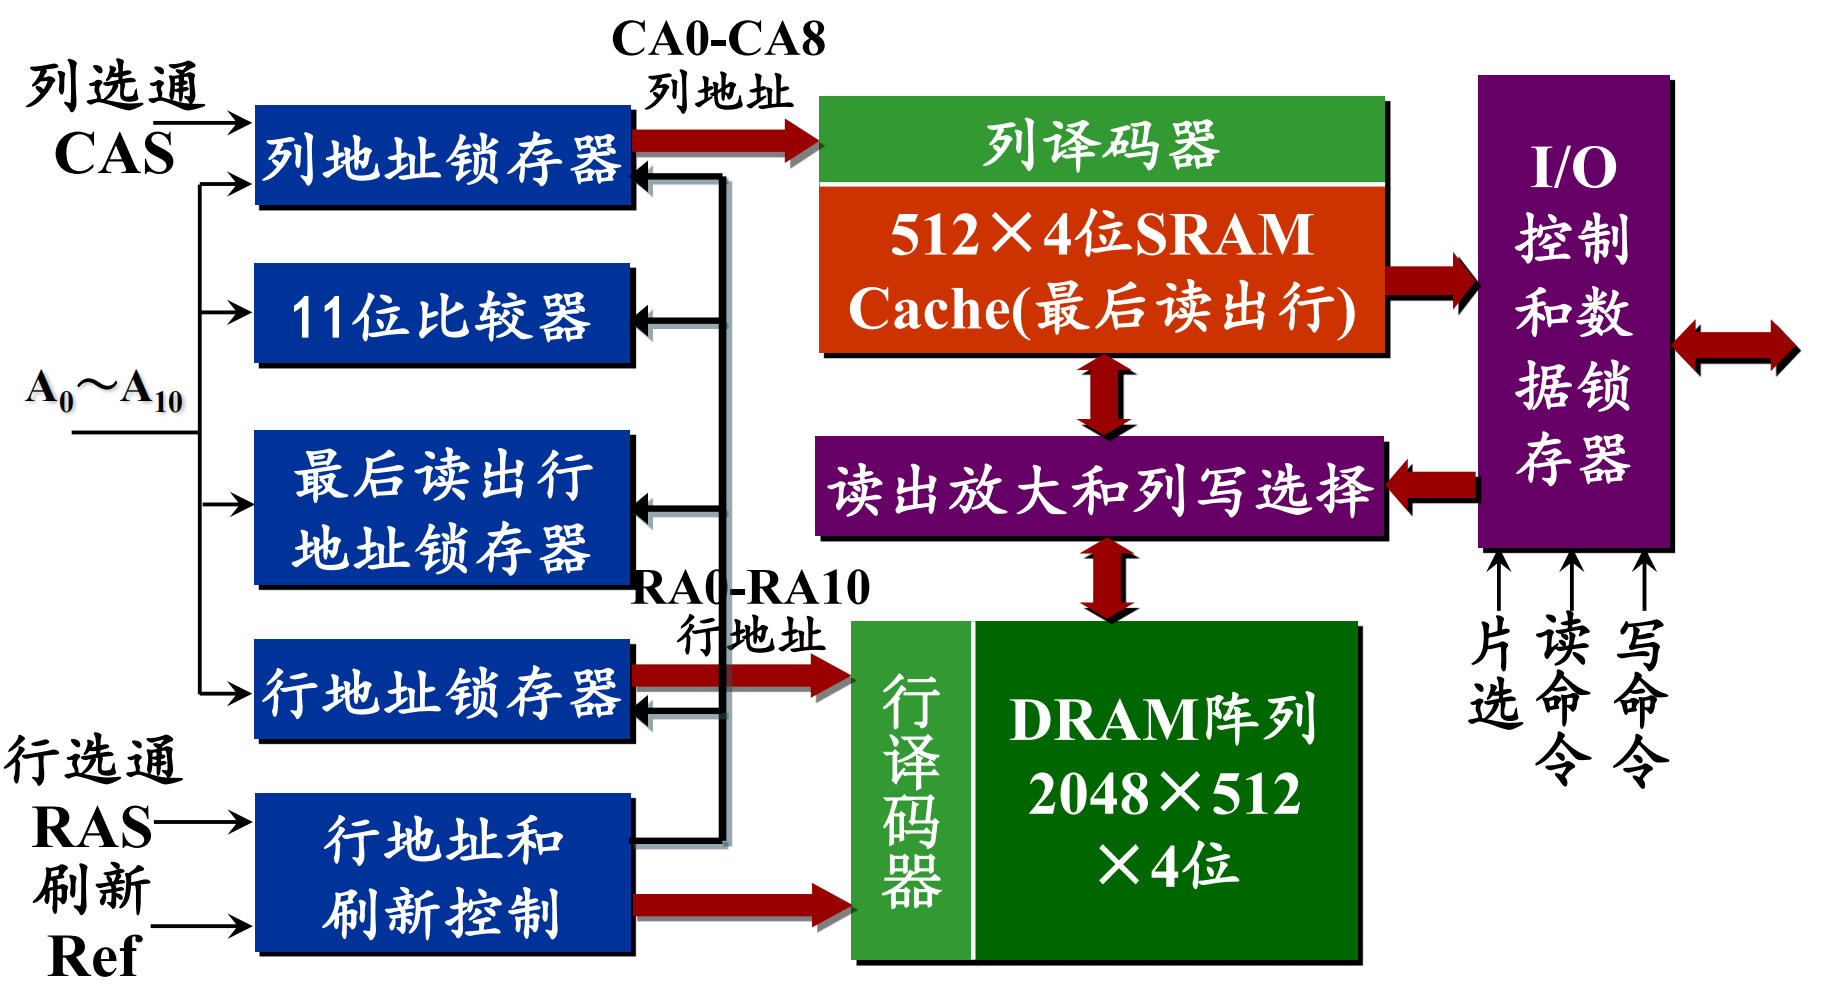 CA0-CA8
列地址
列选通
CAS
列地址锁存器
列译码器
512×4位SRAM
Cache(最后读出行)
I/O
控制
和数
据锁
存器
11位比较器
A0～A10
最后读出行
地址锁存器
读出放大和列写选择
RA0-RA10
行地址
行地址锁存器
行选通
RAS
刷新
Ref
行地址和
刷新控制
行
译
码
器
DRAM阵列
2048×512
×4位
片
选
读
命
令
写
命
令